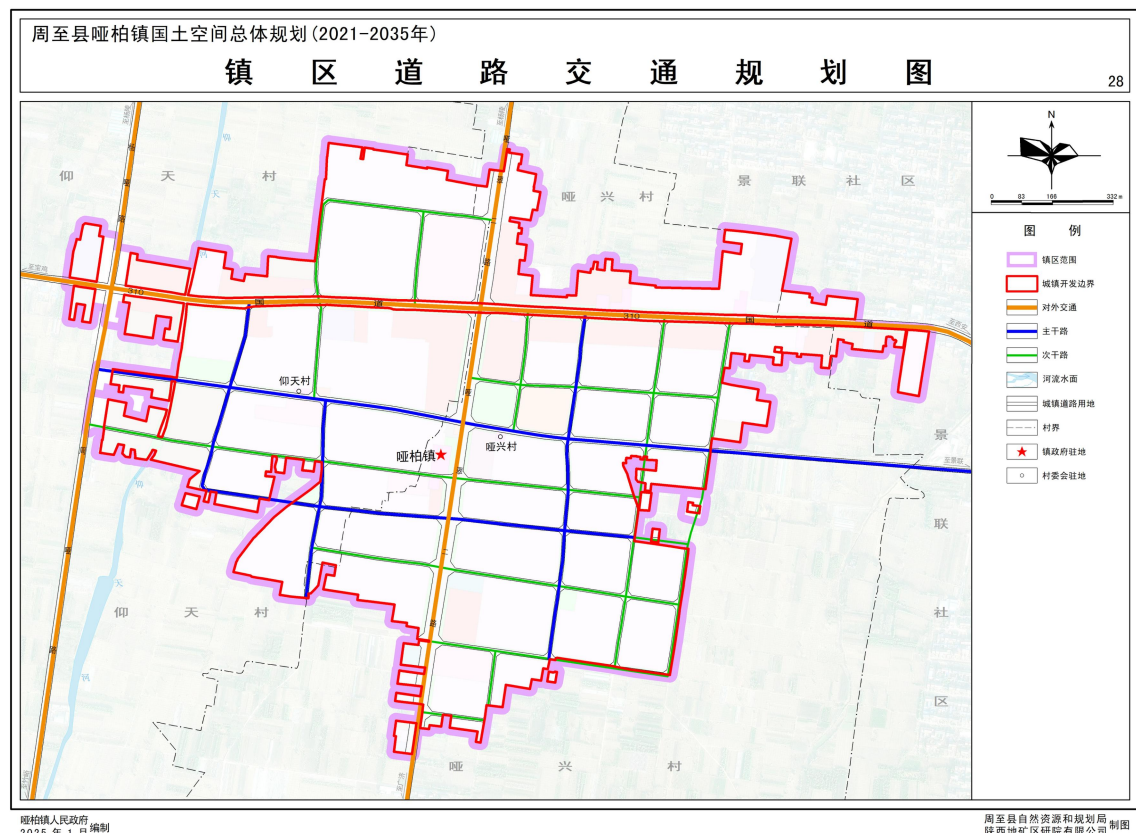 周至县哑柏镇国土空间总体规划(2021-2035年)
镇区道路交通规划图
28
N
0 83 166 332 m
图例
镇区范围
城镇开发边界
对外交通
主干路
次干路
河流水面
城镇道路用地
村界
镇政府驻地
村委会驻地
仰天村
哑兴村
景联社区
310
国
道
310
国
道
仰天村
哑柏镇
哑兴村
至景联
景联社区
仰天村
哑兴村
哑柏镇人民政府
2025 年 1 月
编制
周至县自然资源和规划局
陕西地矿区研院有限公司
制图